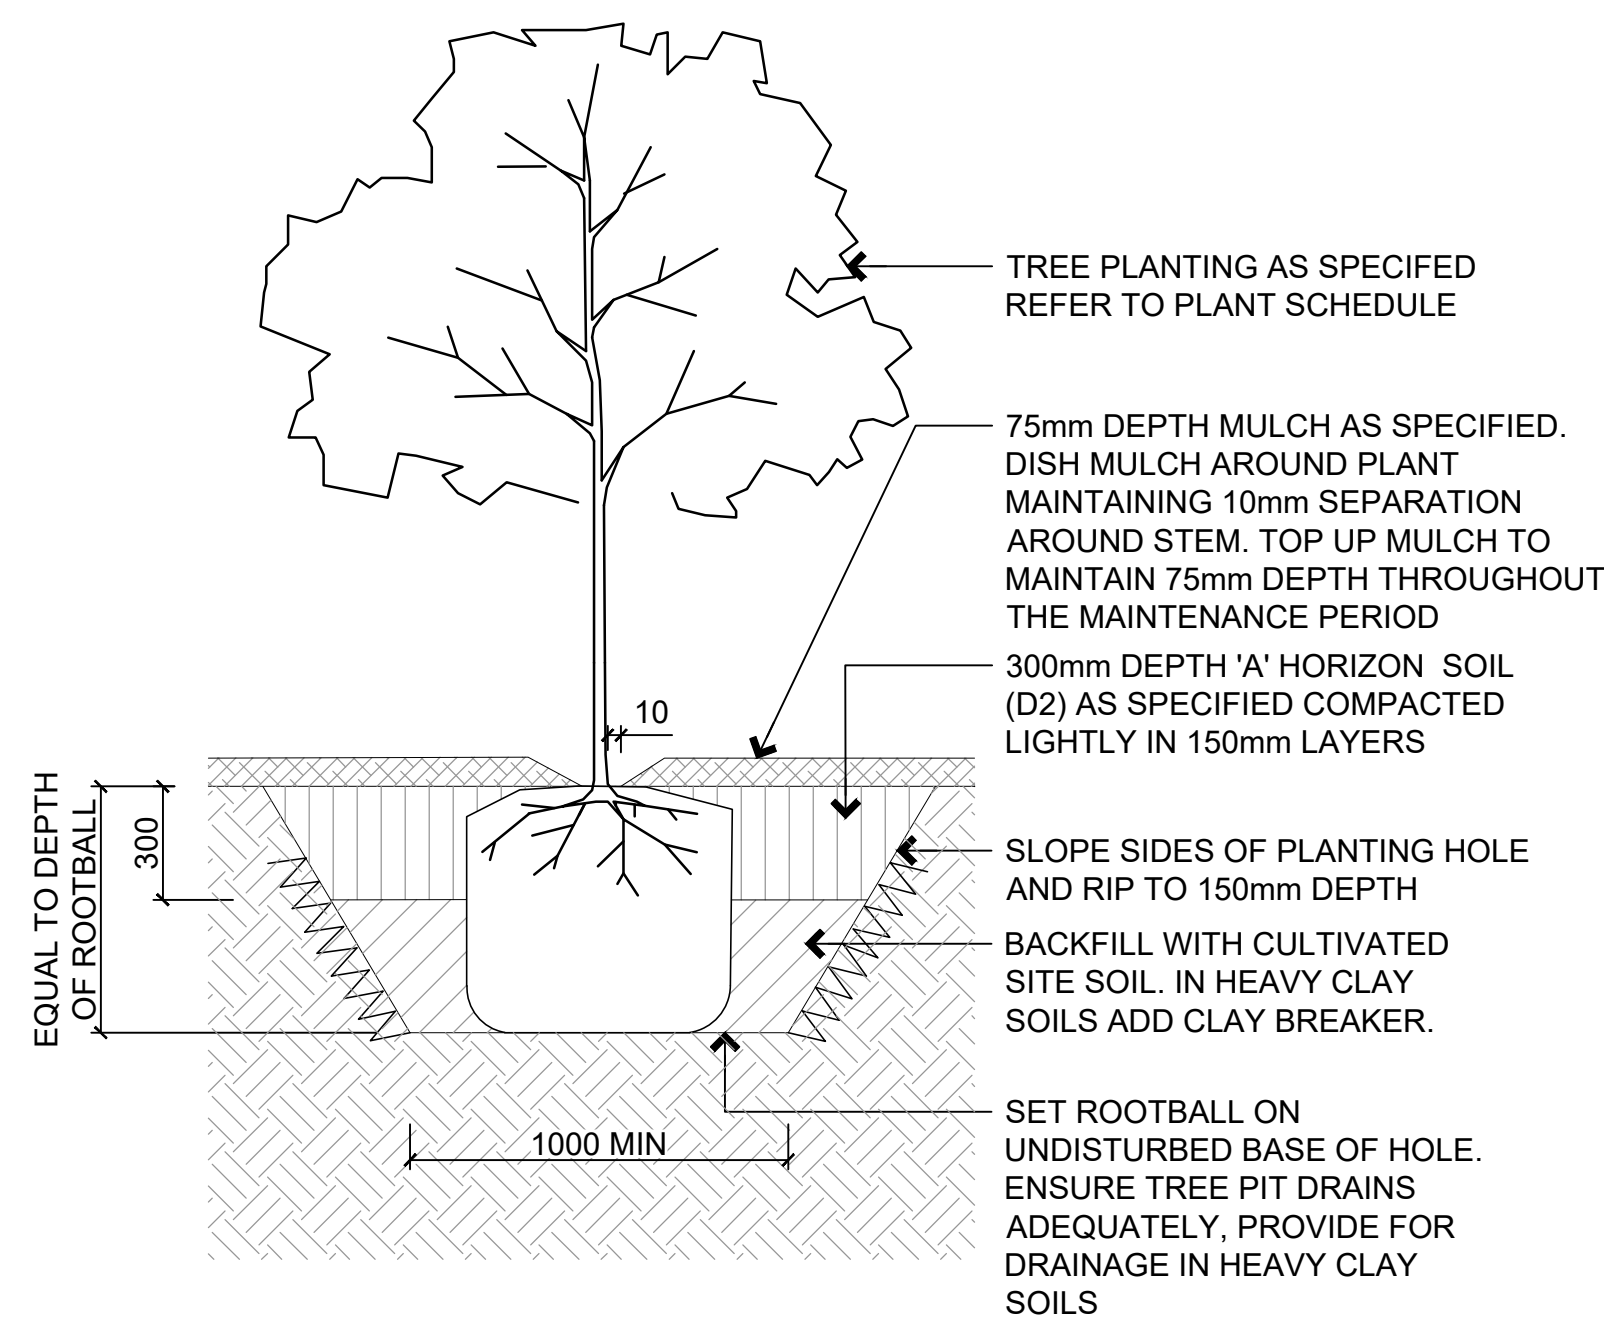 TREE PLANTING AS SPECIFED
REFER TO PLANT SCHEDULE
75mm DEPTH MULCH AS SPECIFIED.
DISH MULCH AROUND PLANT
MAINTAINING 10mm SEPARATION
AROUND STEM. TOP UP MULCH TO
MAINTAIN 75mm DEPTH THROUGHOUT
THE MAINTENANCE PERIOD
300mm DEPTH 'A' HORIZON  SOIL
(D2) AS SPECIFIED COMPACTED
LIGHTLY IN 150mm LAYERS
10
EQUAL TO DEPTH
OF ROOTBALL
300
SLOPE SIDES OF PLANTING HOLE
AND RIP TO 150mm DEPTH
BACKFILL WITH CULTIVATED
SITE SOIL. IN HEAVY CLAY
SOILS ADD CLAY BREAKER.
1000 MIN
SET ROOTBALL ON
UNDISTURBED BASE OF HOLE.
ENSURE TREE PIT DRAINS
ADEQUATELY, PROVIDE FOR
DRAINAGE IN HEAVY CLAY
SOILS